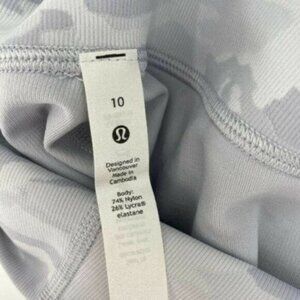 10
Designed in
Vancouver
Made in
Cambodia
Body:
74% Nylon
26% Lycra®
elastane